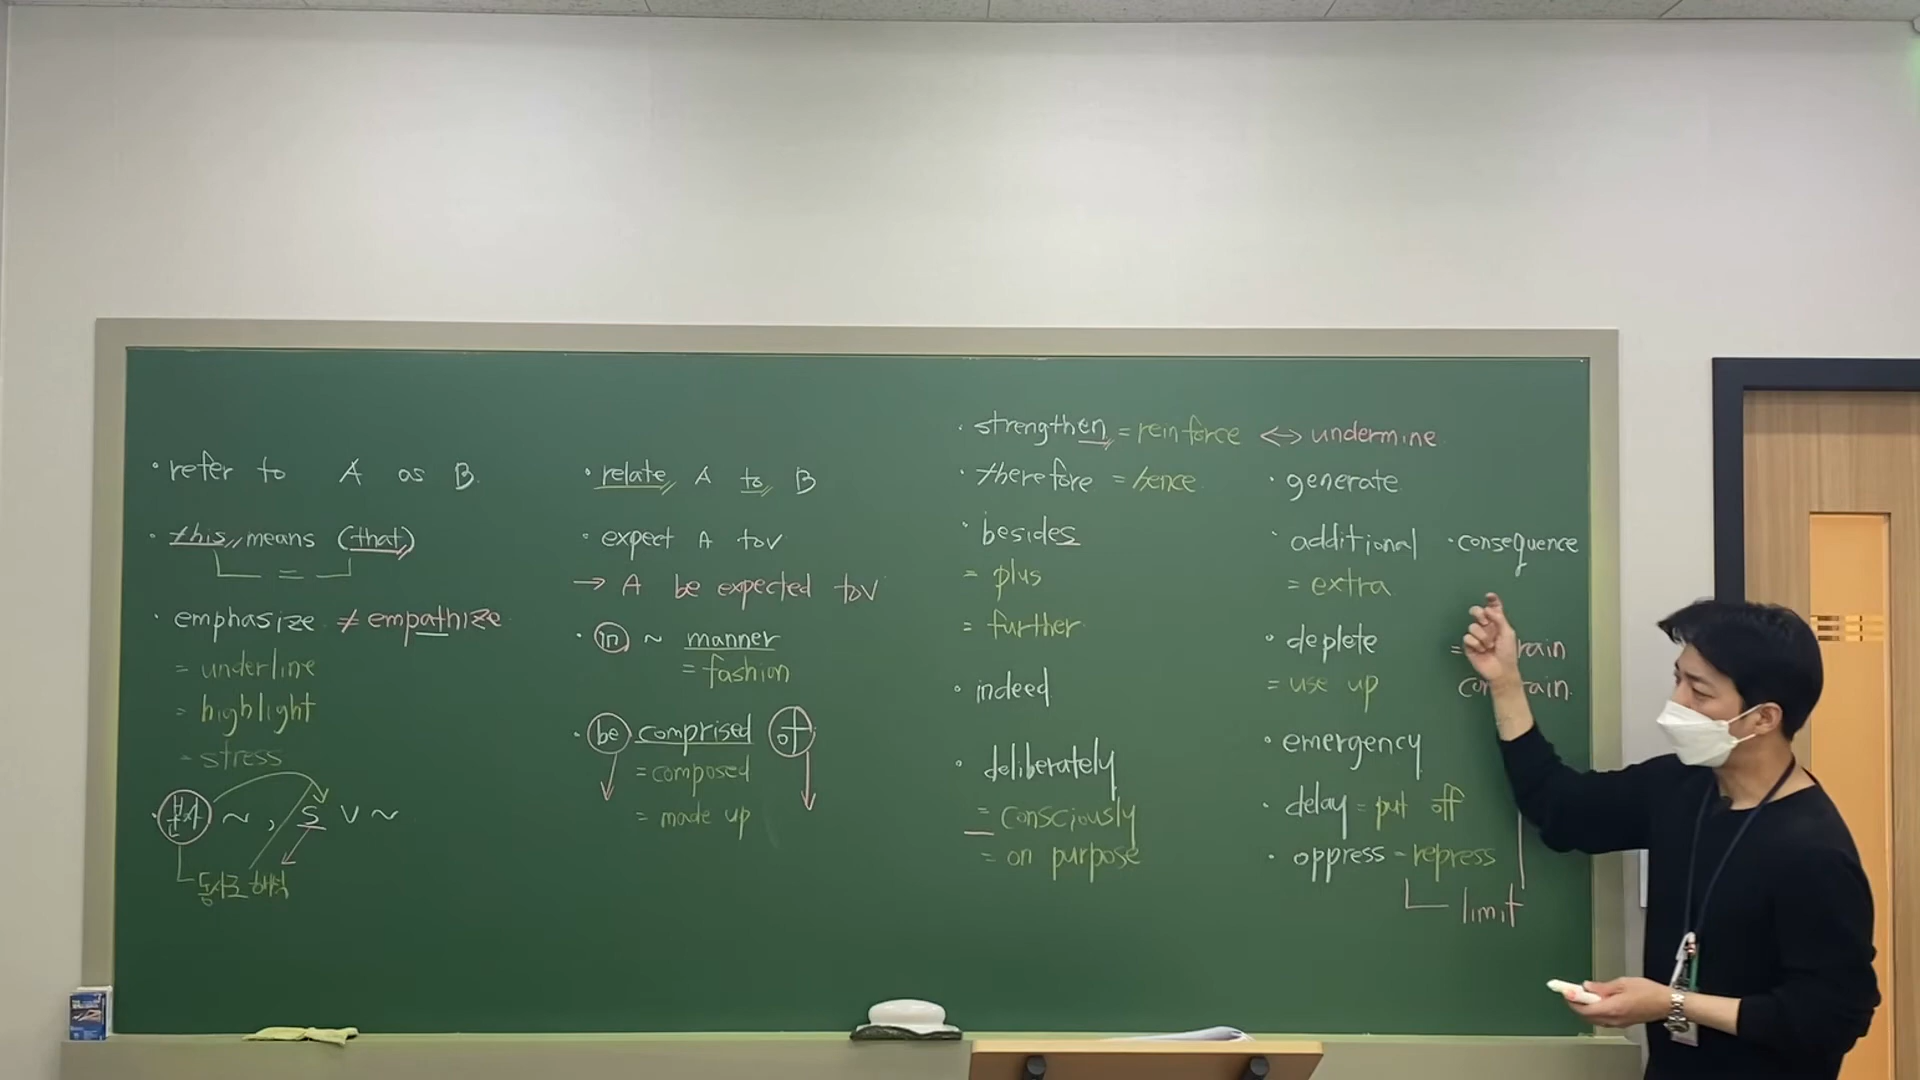 · refer to A as B.
· this means (that)
=
· emphasize ≠ empathize
= underline
= highlight
= stress
· 분사 ~, S V ~
동시로 해석
· relate A to B
· expect A to V
→ A be expected to V
· in ~ manner
= fashion
· be comprised of
= composed
= made up
· strengthen = reinforce ↔ undermine
· therefore = hence
· besides
= plus
= further
· indeed
· deliberately
= consciously
= on purpose
· generate
· additional
= extra
· deplete
= use up
· emergency
· delay = put off
· oppress = repress
limit
· consequence